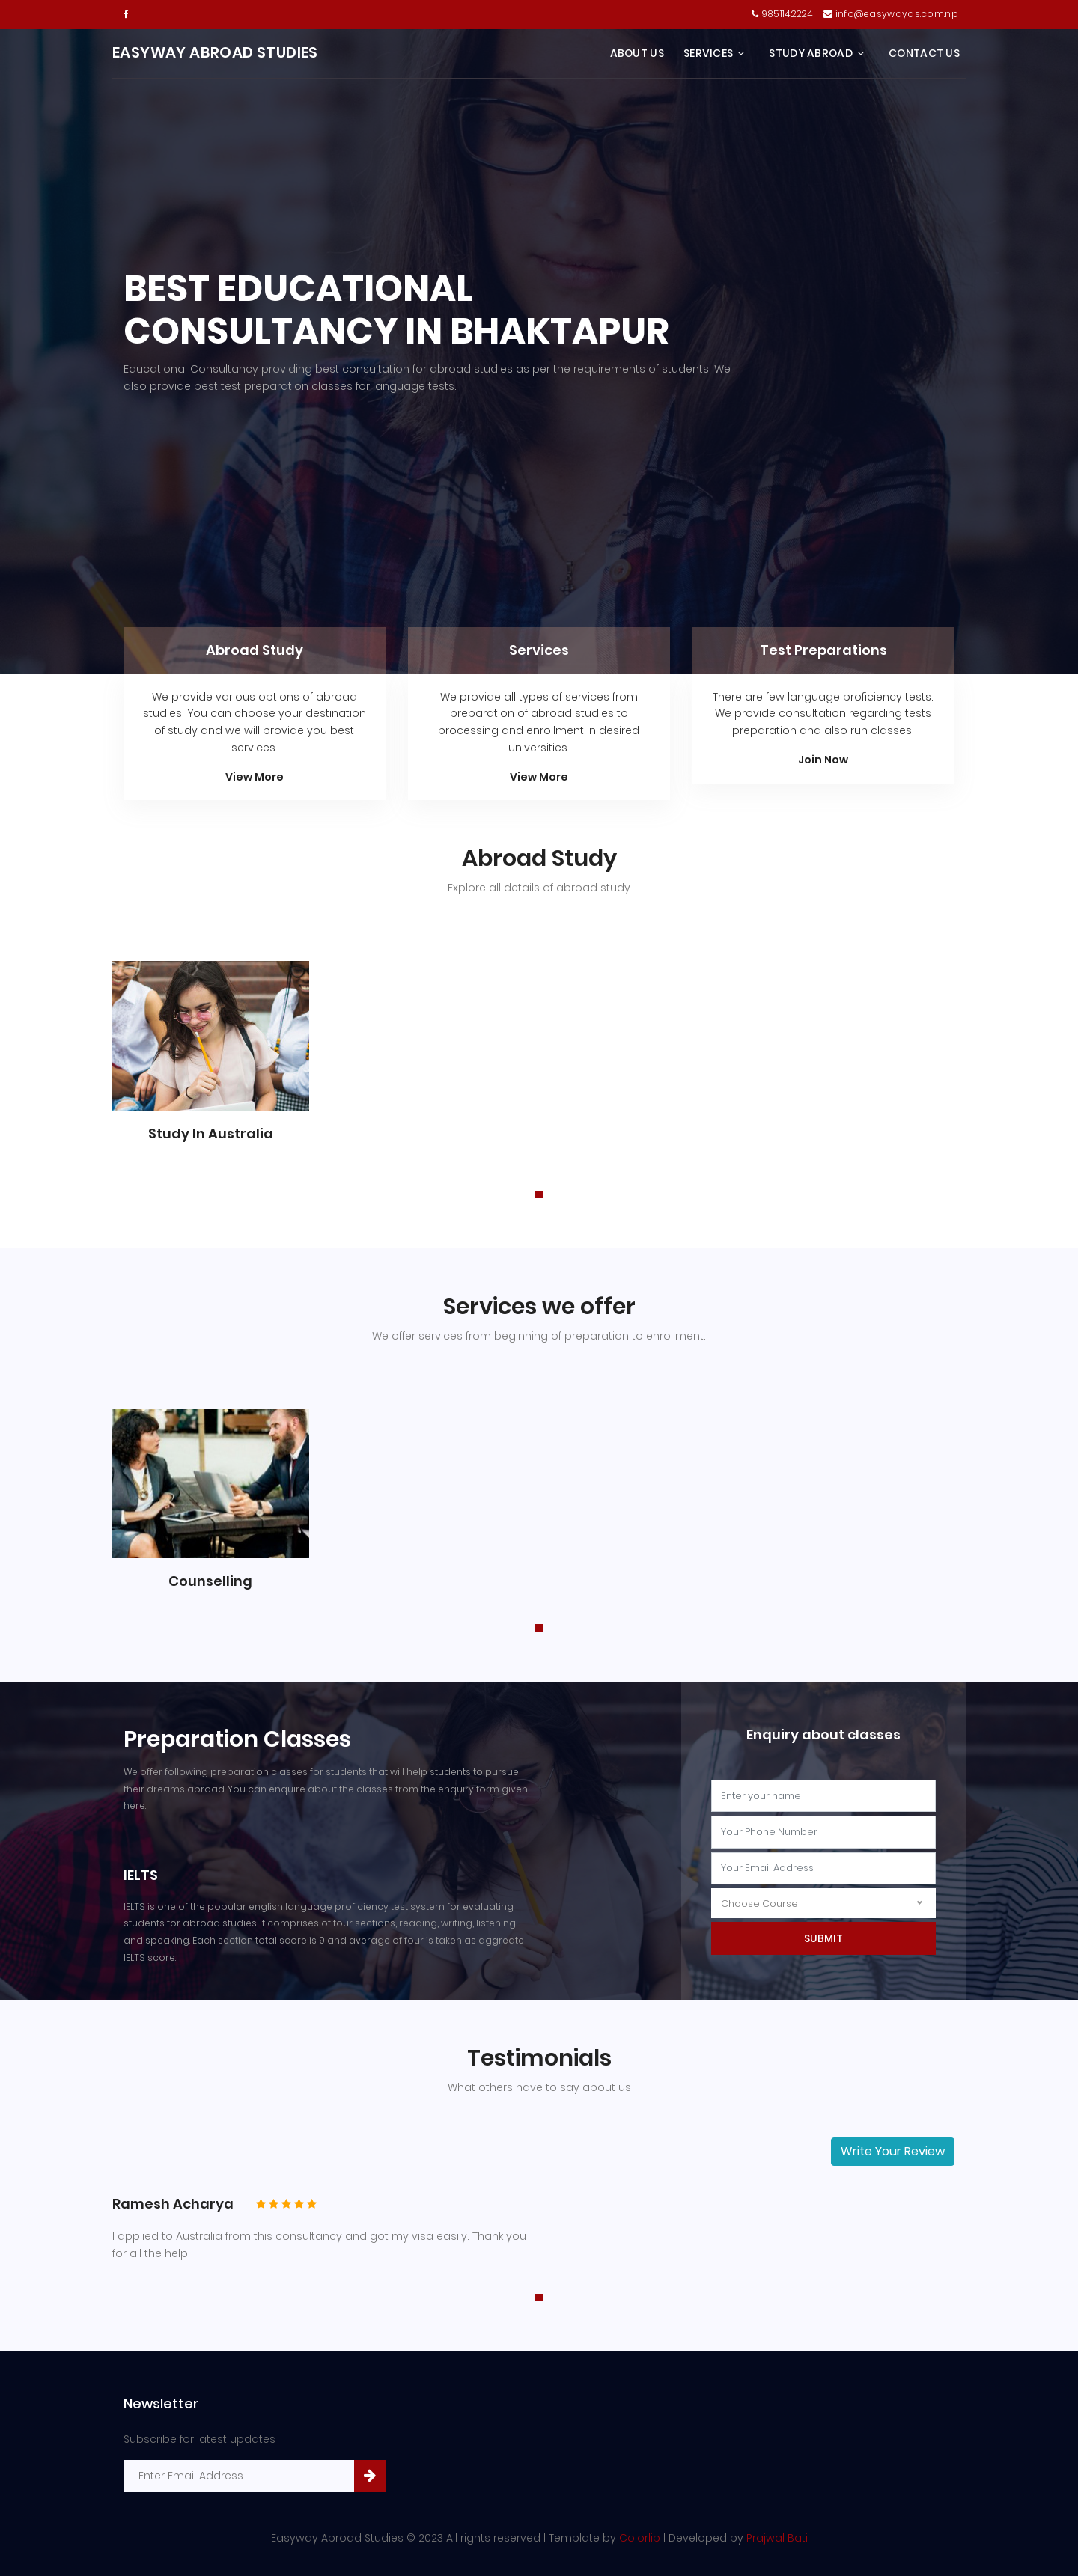 9851142224 info@easywayas.com.np
EASYWAY ABROAD STUDIES
ABOUT US SERVICES STUDY ABROAD CONTACT US
BEST EDUCATIONAL
CONSULTANCY IN BHAKTAPUR
Educational Consultancy providing best consultation for abroad studies as per the requirements of students. We
also provide best test preparation classes for language tests.
Abroad Study
We provide various options of abroad
studies. You can choose your destination
of study and we will provide you best
services.
View More
Services
We provide all types of services from
preparation of abroad studies to
processing and enrollment in desired
universities.
View More
Test Preparations
There are few language proficiency tests.
We provide consultation regarding tests
preparation and also run classes.
Join Now
Abroad Study
Explore all details of abroad study
Study In Australia
Services we offer
We offer services from beginning of preparation to enrollment.
Counselling
Preparation Classes
We offer following preparation classes for students that will help students to pursue
their dreams abroad. You can enquire about the classes from the enquiry form given
here.
IELTS
IELTS is one of the popular english language proficiency test system for evaluating
students for abroad studies. It comprises of four sections, reading, writing, listening
and speaking. Each section total score is 9 and average of four is taken as aggreate
IELTS score.
Enquiry about classes
Enter your name
Your Phone Number
Your Email Address
Choose Course
SUBMIT
Testimonials
What others have to say about us
Write Your Review
Ramesh Acharya
I applied to Australia from this consultancy and got my visa easily. Thank you
for all the help.
Newsletter
Subscribe for latest updates
Enter Email Address
Easyway Abroad Studies © 2023 All rights reserved | Template by Colorlib | Developed by Prajwol Bati